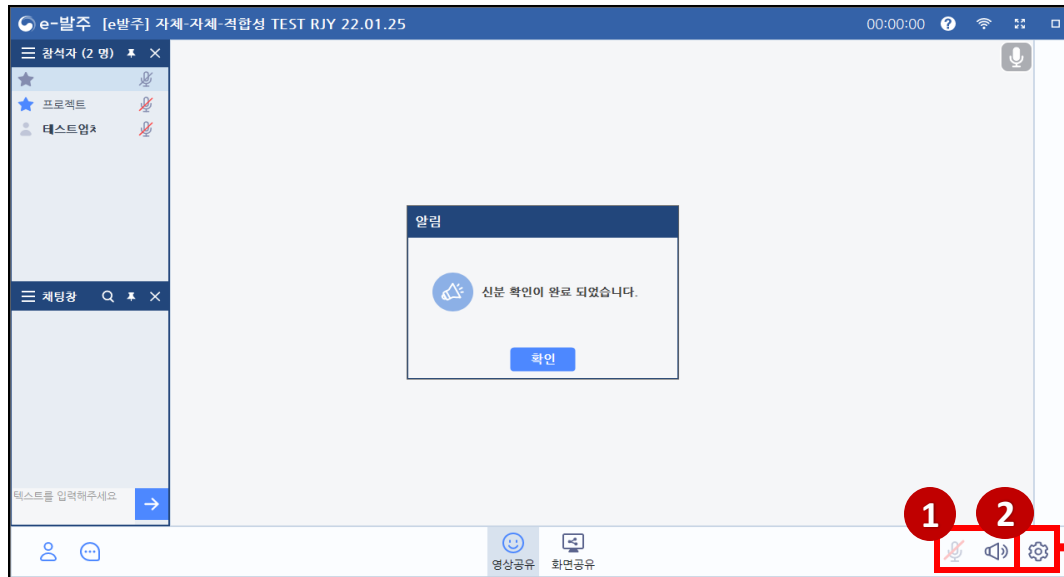 e-발주 [e발주] 자체-자체-적합성 TEST RJY 22.01.25
00:00:00
참석자 (2 명)
프로젝트
테스트업
알림
신분 확인이 완료 되었습니다.
확인
채팅창
텍스트를 입력해주세요
1 2
영상공유 화면공유